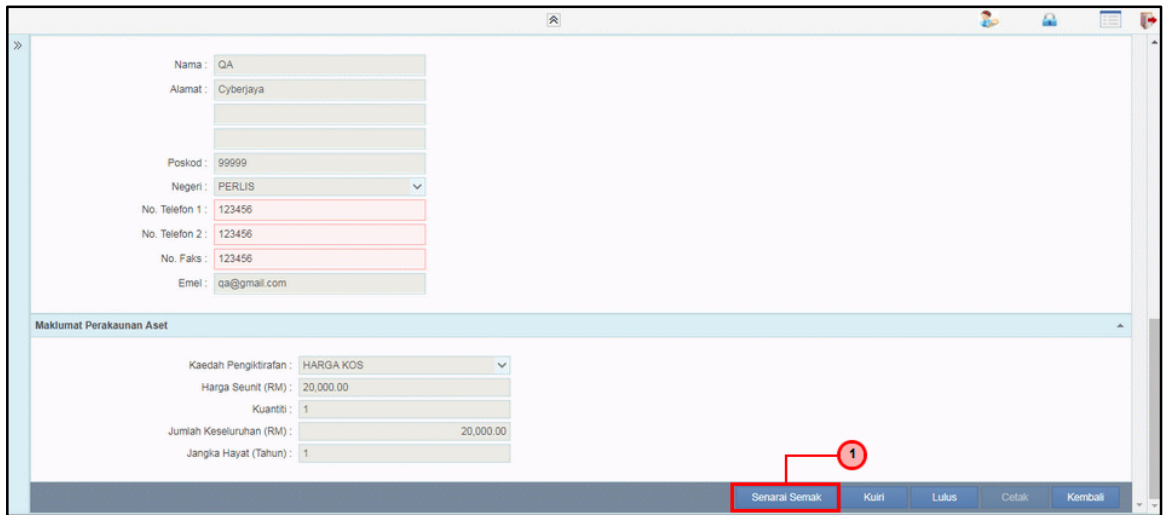 Nama : QA
Alamat : Cyberjaya
Poskod : 99999
Negeri : PERLIS
No. Telefon 1 : 123456
No. Telefon 2 : 123456
No. Faks : 123456
Emel : qa@gmail.com
Maklumat Perakaunan Aset
Kaedah Pengiktirafan : HARGA KOS
Harga Seunit (RM) : 20,000.00
Kuantiti : 1
Jumlah Keseluruhan (RM) : 20,000.00
Jangka Hayat (Tahun) : 1
1
Senarai Semak Kuiri Lulus Cetak Kembali